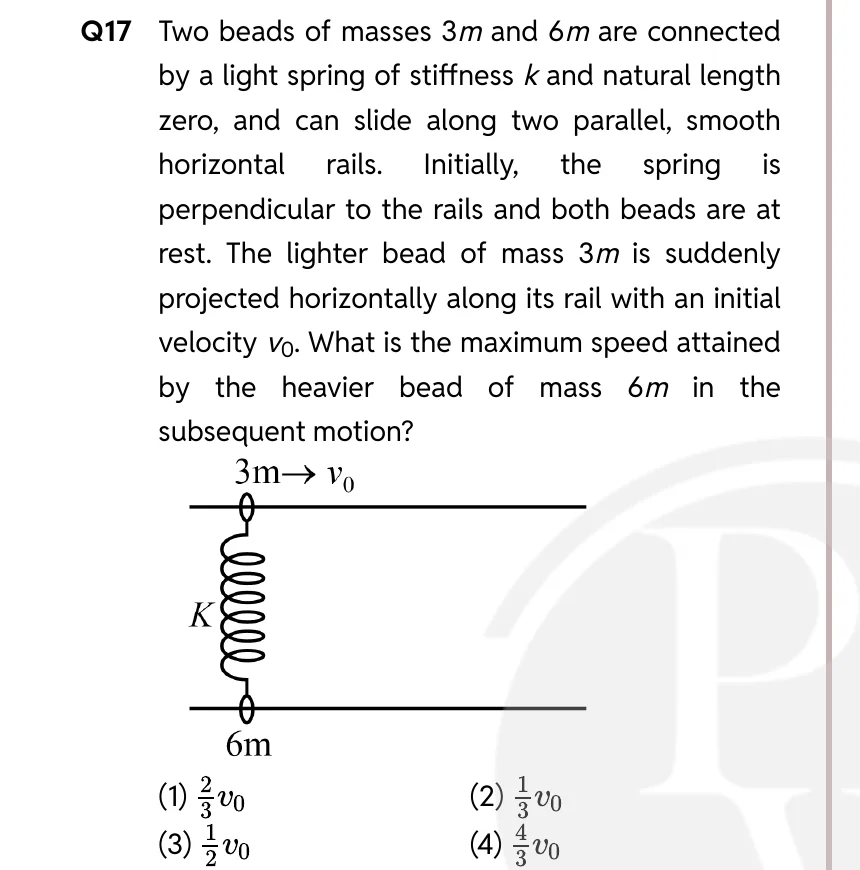 Q17 Two beads of masses 3m and 6m are connected
by a light spring of stiffness k and natural length
zero, and can slide along two parallel, smooth
horizontal rails. Initially, the spring is
perpendicular to the rails and both beads are at
rest. The lighter bead of mass 3m is suddenly
projected horizontally along its rail with an initial
velocity v₀. What is the maximum speed attained
by the heavier bead of mass 6m in the
subsequent motion?
3m→ v₀
K
6m
(1) 2/3 v₀ (2) 1/3 v₀
(3) 1/2 v₀ (4) 4/3 v₀